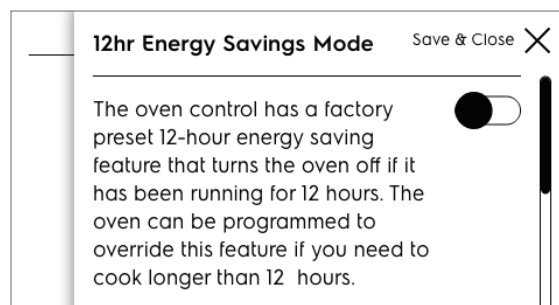 12hr Energy Savings Mode Save & Close
The oven control has a factory
preset 12-hour energy saving
feature that turns the oven off if it
has been running for 12 hours. The
oven can be programmed to
override this feature if you need to
cook longer than 12 hours.